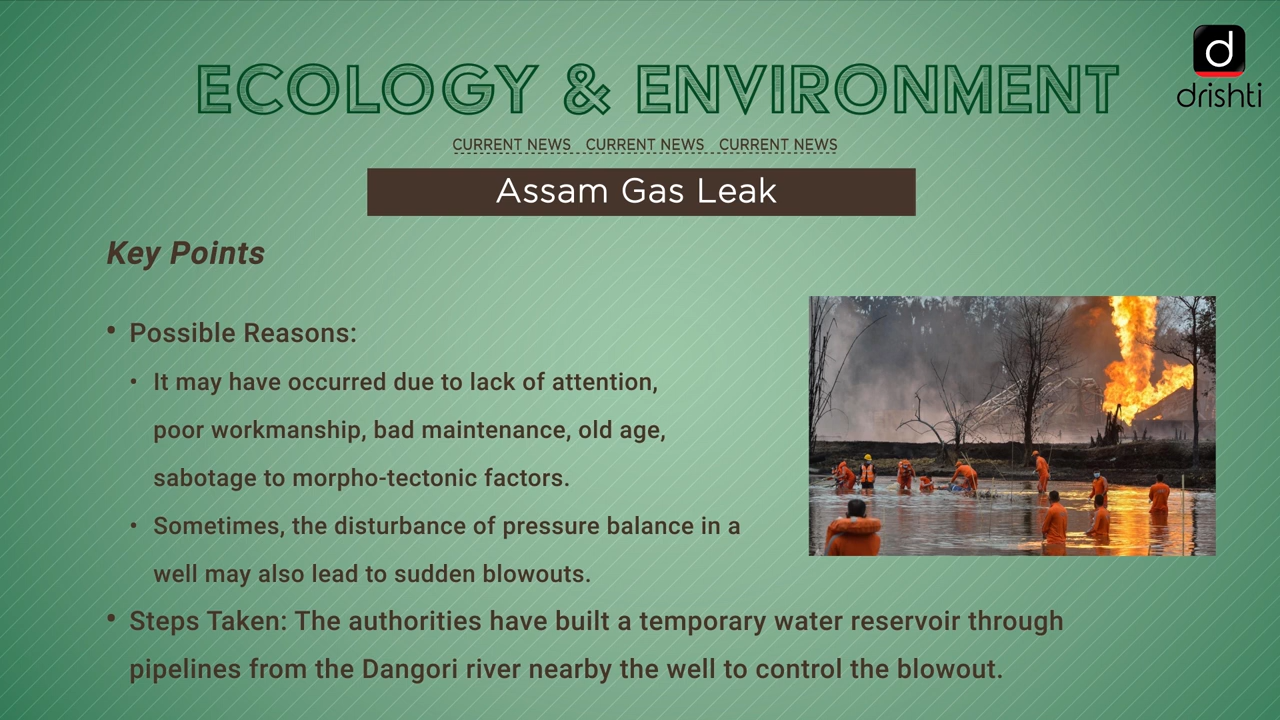 ECOLOGY & ENVIRONMENT
d
drishti
CURRENT NEWS CURRENT NEWS CURRENT NEWS
Assam Gas Leak
Key Points
• Possible Reasons:
• It may have occurred due to lack of attention,
poor workmanship, bad maintenance, old age,
sabotage to morpho-tectonic factors.
• Sometimes, the disturbance of pressure balance in a
well may also lead to sudden blowouts.
• Steps Taken: The authorities have built a temporary water reservoir through
pipelines from the Dangori river nearby the well to control the blowout.